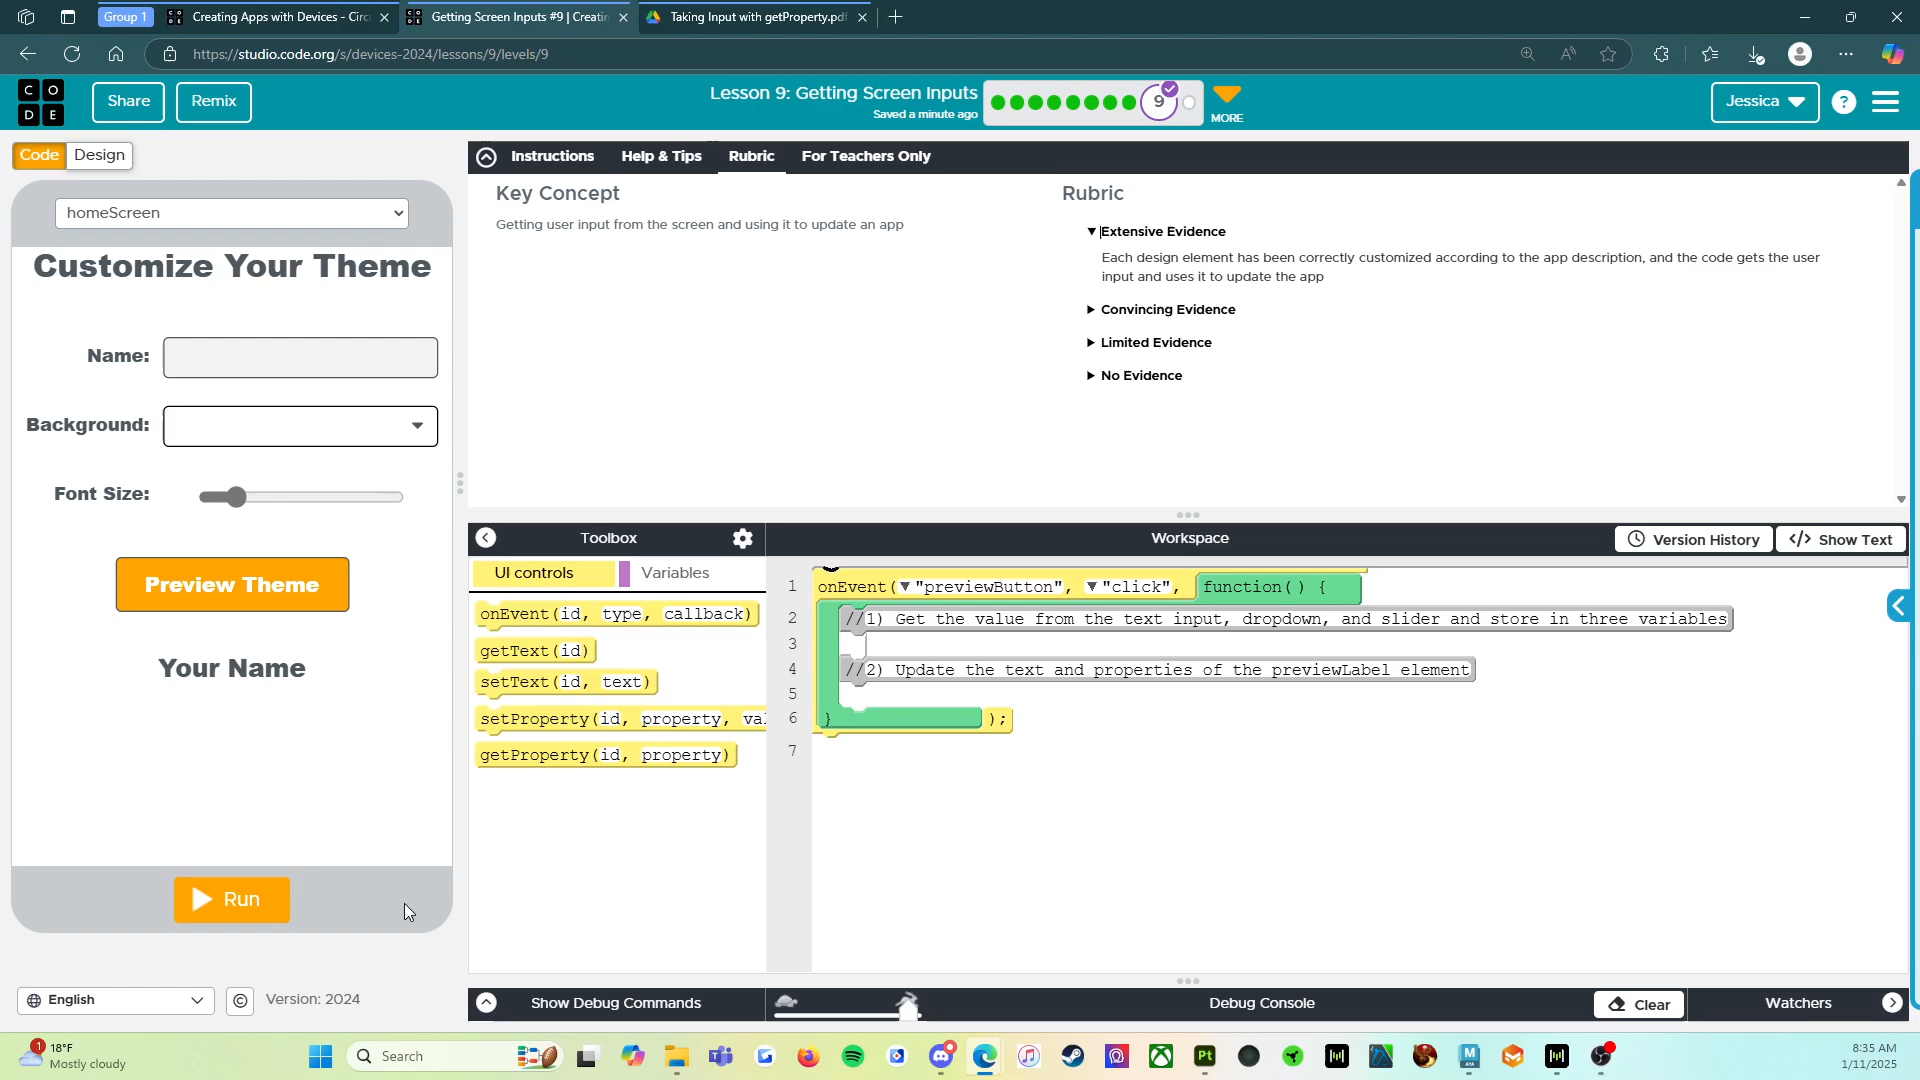 Group 1
Creating Apps with Devices - Circ
Getting Screen Inputs #9 | Creatin
Taking Input with getProperty.pdf
https://studio.code.org/s/devices-2024/lessons/9/levels/9
C O
D E
Share
Remix
Lesson 9: Getting Screen Inputs
Saved a minute ago
9
MORE
Jessica
?
Code
Design
Instructions
Help & Tips
Rubric
For Teachers Only
homeScreen
Customize Your Theme
Name:
Background:
Font Size:
Preview Theme
Your Name
Run
Key Concept
Getting user input from the screen and using it to update an app
Rubric
Extensive Evidence
Each design element has been correctly customized according to the app description, and the code gets the user
input and uses it to update the app
Convincing Evidence
Limited Evidence
No Evidence
Toolbox
Workspace
Version History
</> Show Text
UI controls
Variables
onEvent(id, type, callback)
getText(id)
setText(id, text)
setProperty(id, property, val
getProperty(id, property)
1 onEvent(▼"previewButton", ▼"click", function( ) {
2 //1) Get the value from the text input, dropdown, and slider and store in three variables
3
4 //2) Update the text and properties of the previewLabel element
5
6 } );
7
English
©
Version: 2024
Show Debug Commands
Debug Console
Clear
Watchers
1
18°F
Mostly cloudy
Search
Pt
M
8:35 AM
1/11/2025